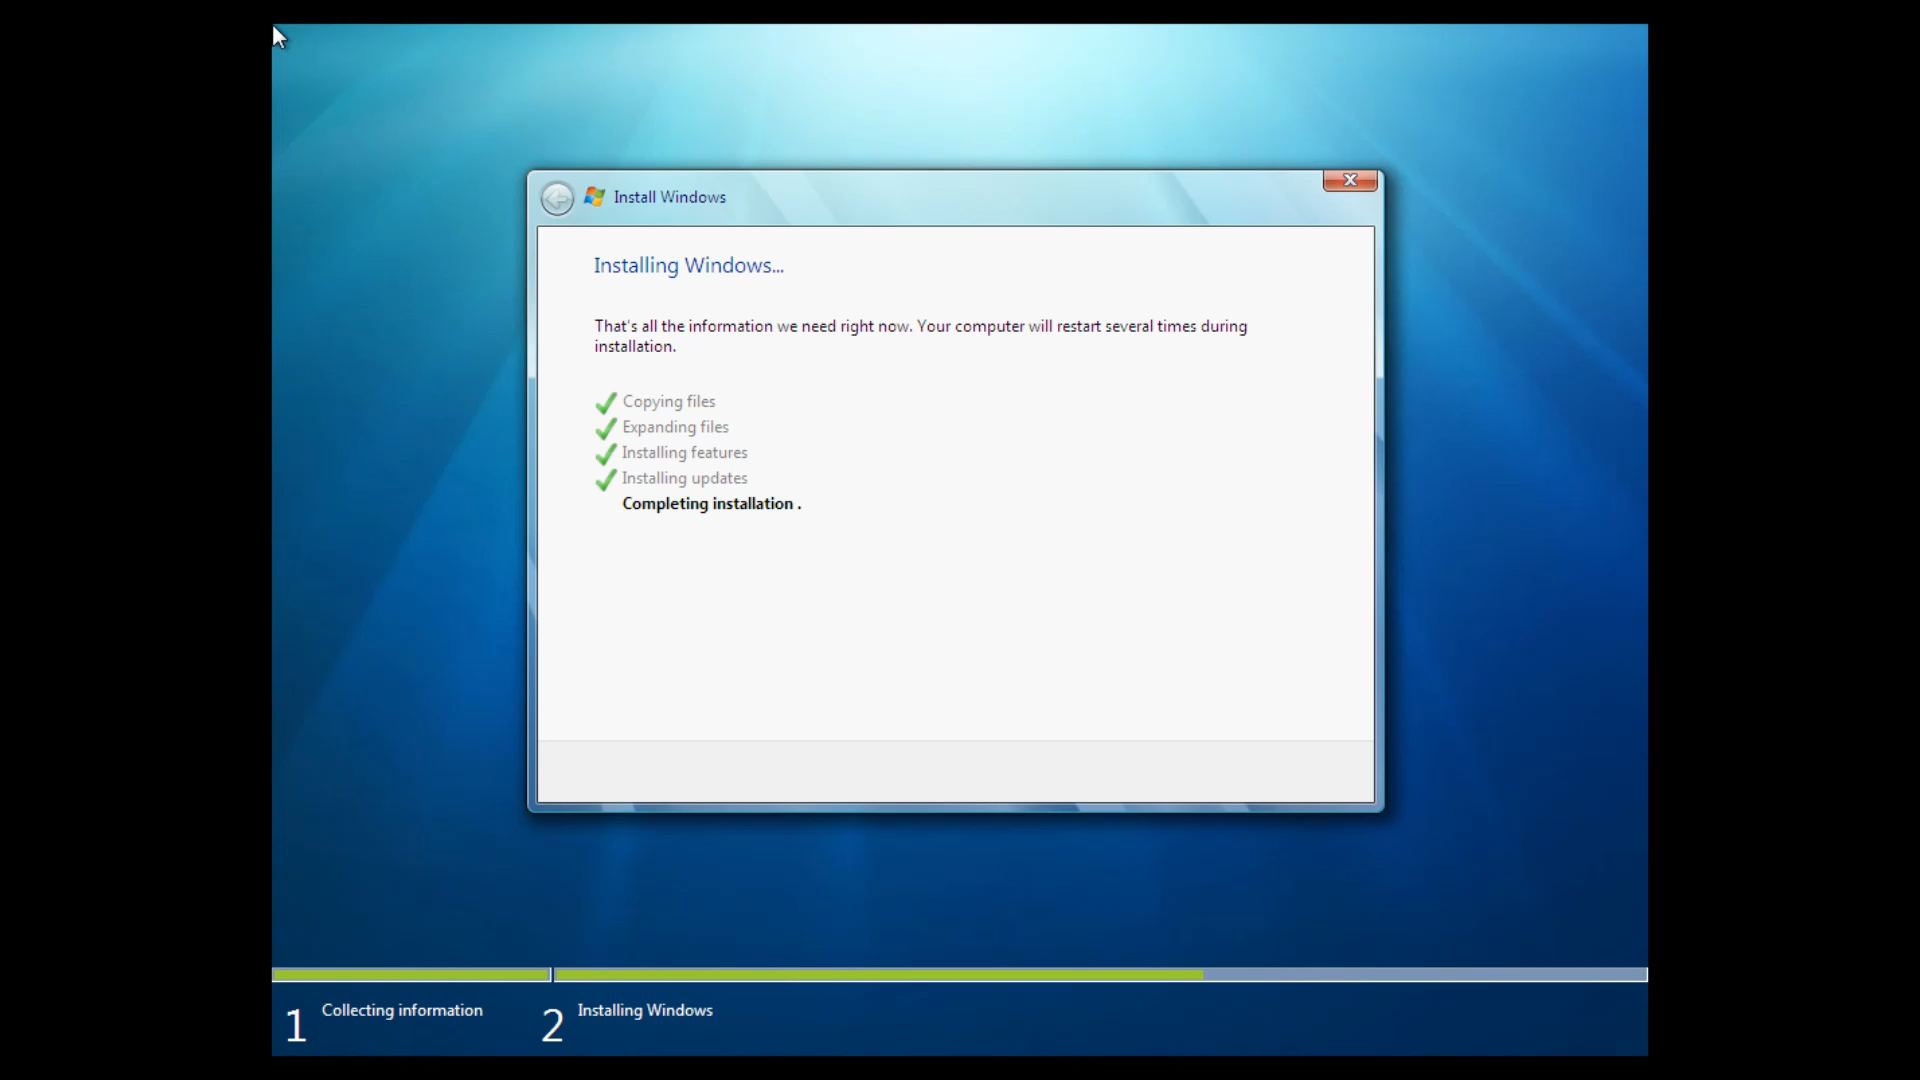 Install Windows
Installing Windows...
That's all the information we need right now. Your computer will restart several times during
installation.
Copying files
Expanding files
Installing features
Installing updates
Completing installation .
1 Collecting information
2 Installing Windows